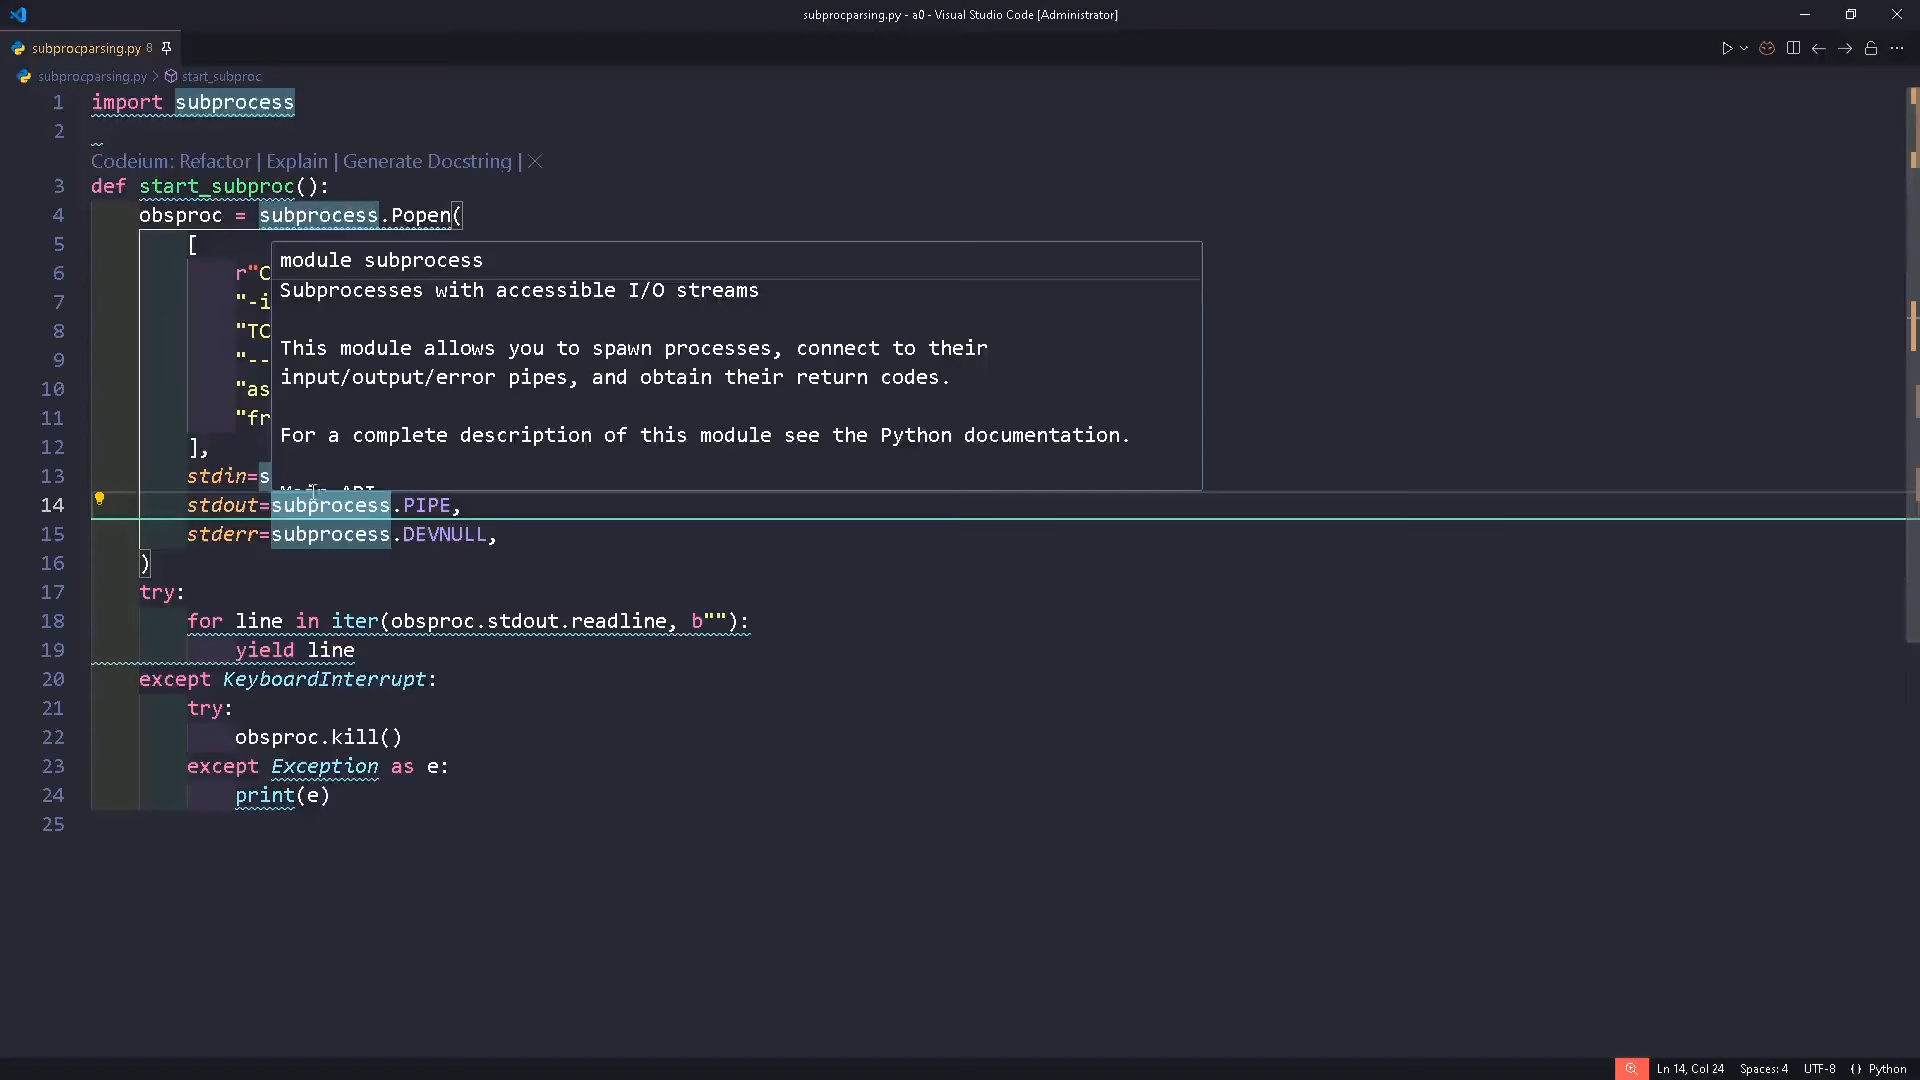 subprocparsing.py - a0 - Visual Studio Code [Administrator]
subprocparsing.py 8
subprocparsing.py > start_subproc
1 import subprocess
2
Codeium: Refactor | Explain | Generate Docstring | ×
3 def start_subproc():
4 obsproc = subprocess.Popen(
5 [
6 r"C
7 "-i
8 "TC
9 "--
10 "as
11 "fr
12 ],
13 stdin=s
module subprocess
Subprocesses with accessible I/O streams
This module allows you to spawn processes, connect to their
input/output/error pipes, and obtain their return codes.
For a complete description of this module see the Python documentation.
Main API
14 stdout=subprocess.PIPE,
15 stderr=subprocess.DEVNULL,
16 )
17 try:
18 for line in iter(obsproc.stdout.readline, b""):
19 yield line
20 except KeyboardInterrupt:
21 try:
22 obsproc.kill()
23 except Exception as e:
24 print(e)
25
Ln 14, Col 24 Spaces: 4 UTF-8 {} Python